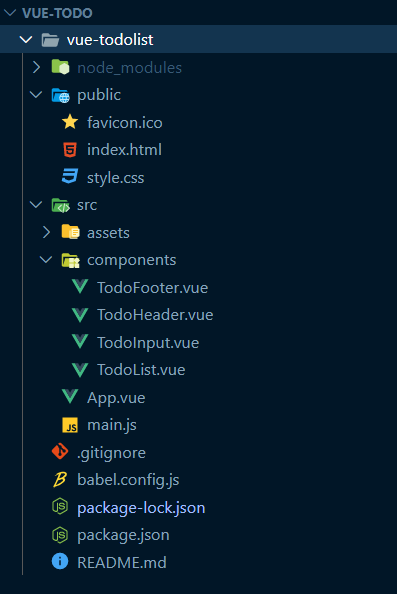 VUE-TODO
vue-todolist
node_modules
public
favicon.ico
index.html
style.css
src
assets
components
TodoFooter.vue
TodoHeader.vue
TodoInput.vue
TodoList.vue
App.vue
JS main.js
.gitignore
babel.config.js
package-lock.json
package.json
README.md